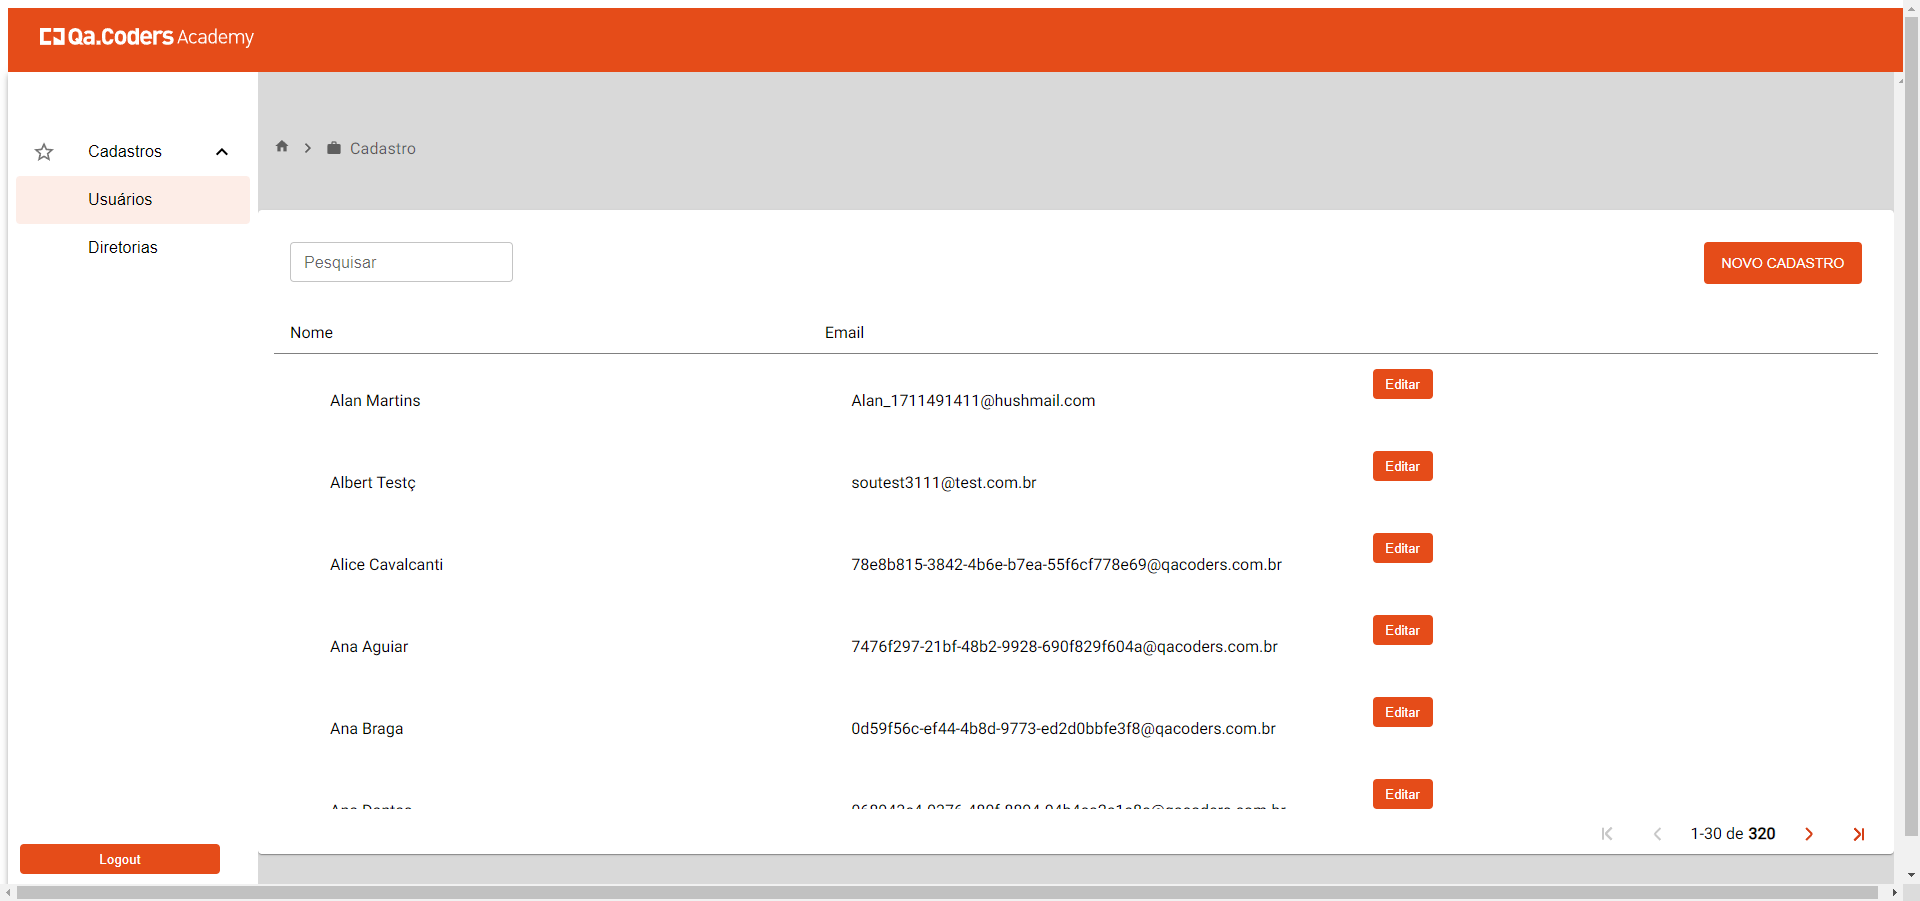 Qa.Coders Academy
Cadastros
Usuários
Diretorias
Logout
Cadastro
Pesquisar
NOVO CADASTRO
Nome Email
Alan Martins Alan_1711491411@hushmail.com Editar
Albert Testç soutest3111@test.com.br Editar
Alice Cavalcanti 78e8b815-3842-4b6e-b7ea-55f6cf778e69@qacoders.com.br Editar
Ana Aguiar 7476f297-21bf-48b2-9928-690f829f604a@qacoders.com.br Editar
Ana Braga 0d59f56c-ef44-4b8d-9773-ed2d0bbfe3f8@qacoders.com.br Editar
Ana Editar
1-30 de 320